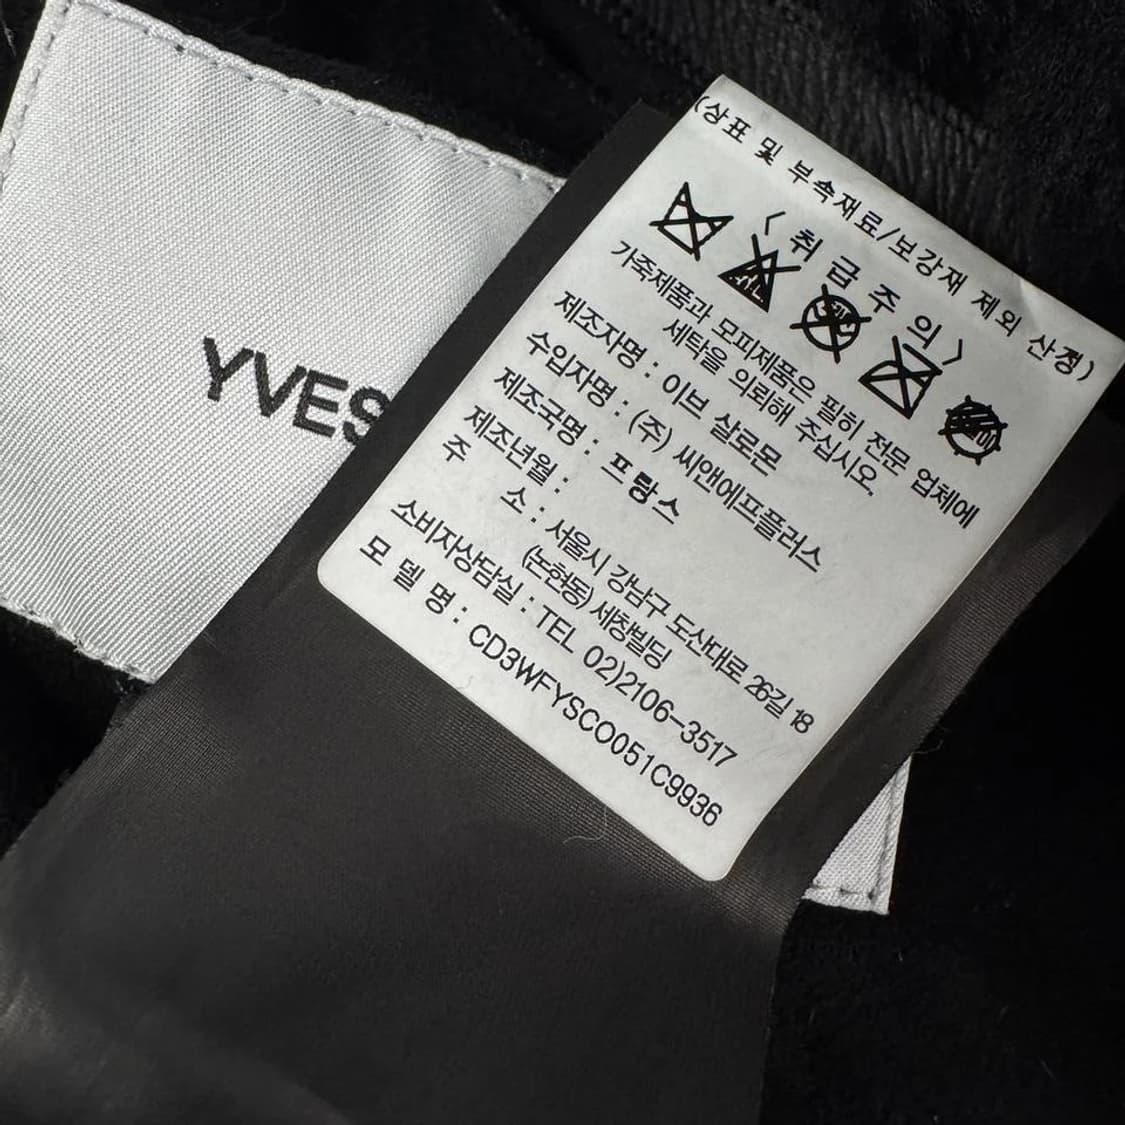 YVES
(상표 및 부속재료/보강재 제외 산정)
〈 취 급 주 의 〉
가죽제품과 모피제품은 필히 전문 업체에
세탁을 의뢰해 주십시오.
제조자명 : 이브 살로몬
수입자명 : (주) 씨앤에프플러스
제조국명 : 프랑스
제조년월 :
주 소 : 서울시 강남구 도산대로 26길 18
(논현동) 세창빌딩
소비자상담실 : TEL 02)2106-3517
모 델 명 : CD3WFYSCO051C9936